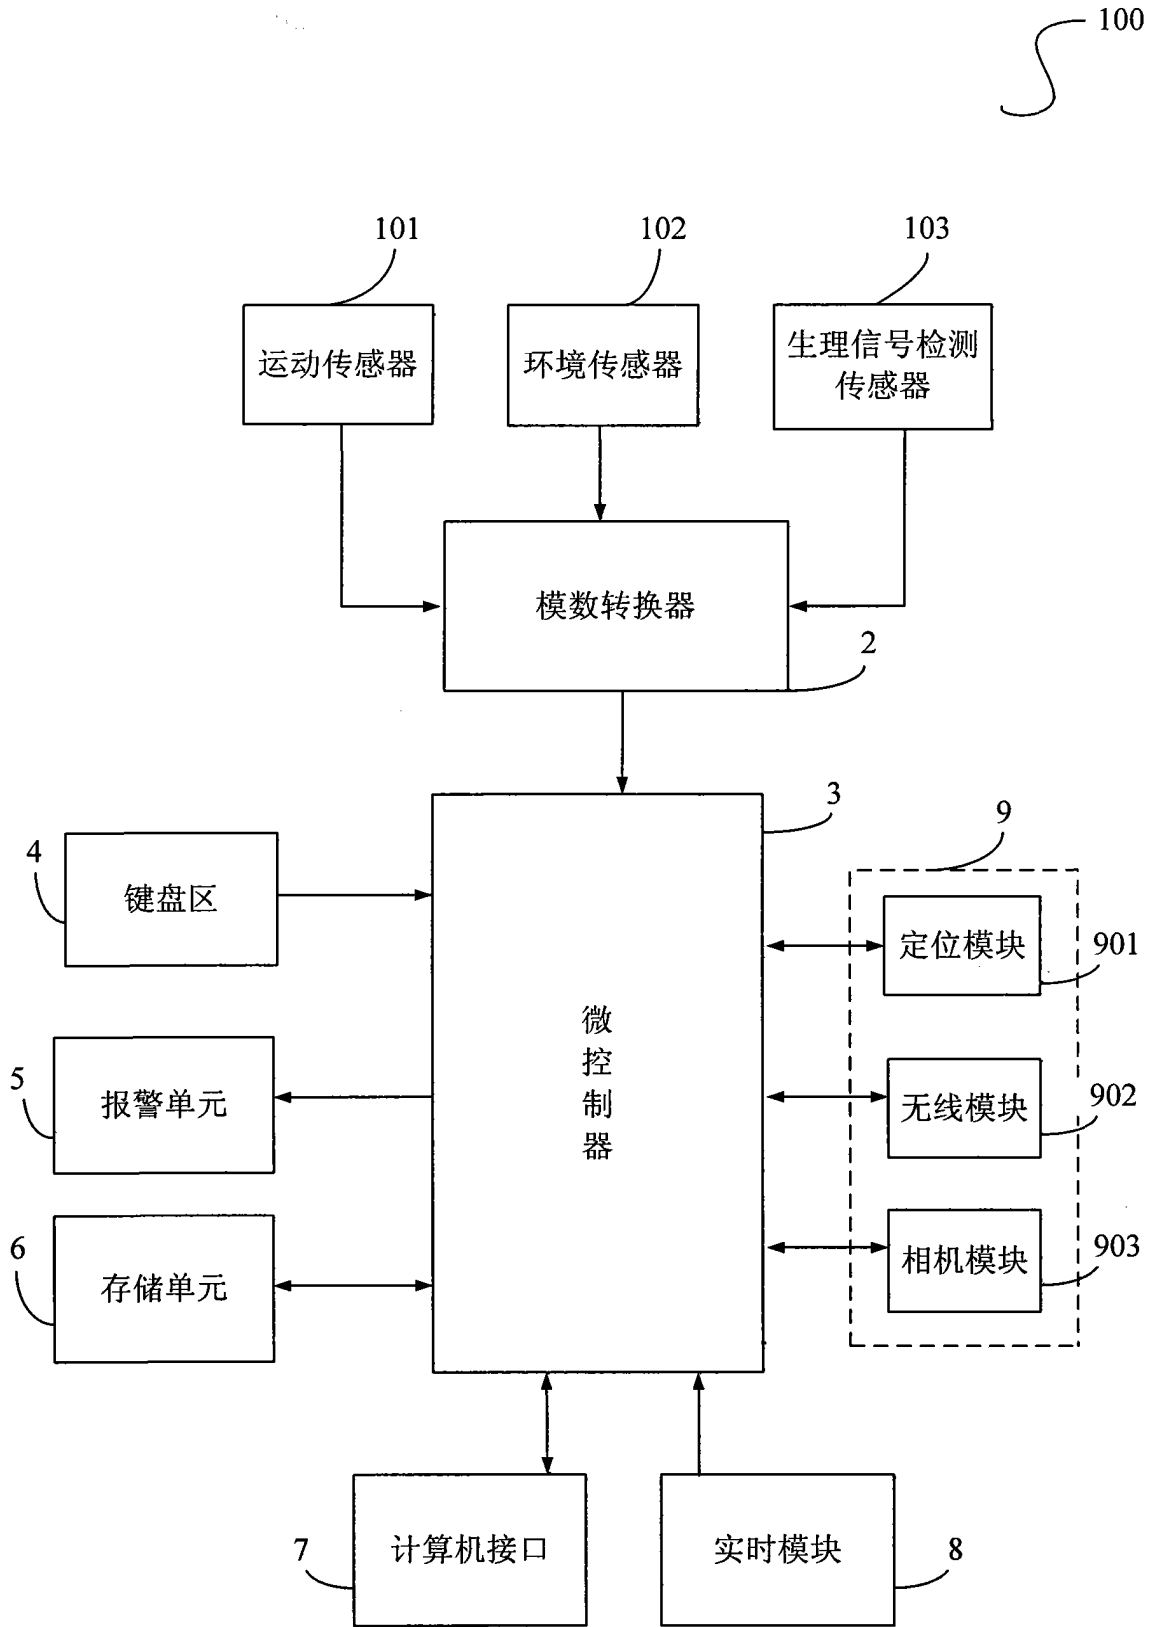 100
101
102
103
运动传感器
环境传感器
生理信号检测
传感器
模数转换器
2
3
9
4
键盘区
定位模块
901
微
控
制
器
5
报警单元
无线模块
902
6
存储单元
相机模块
903
7
计算机接口
实时模块
8